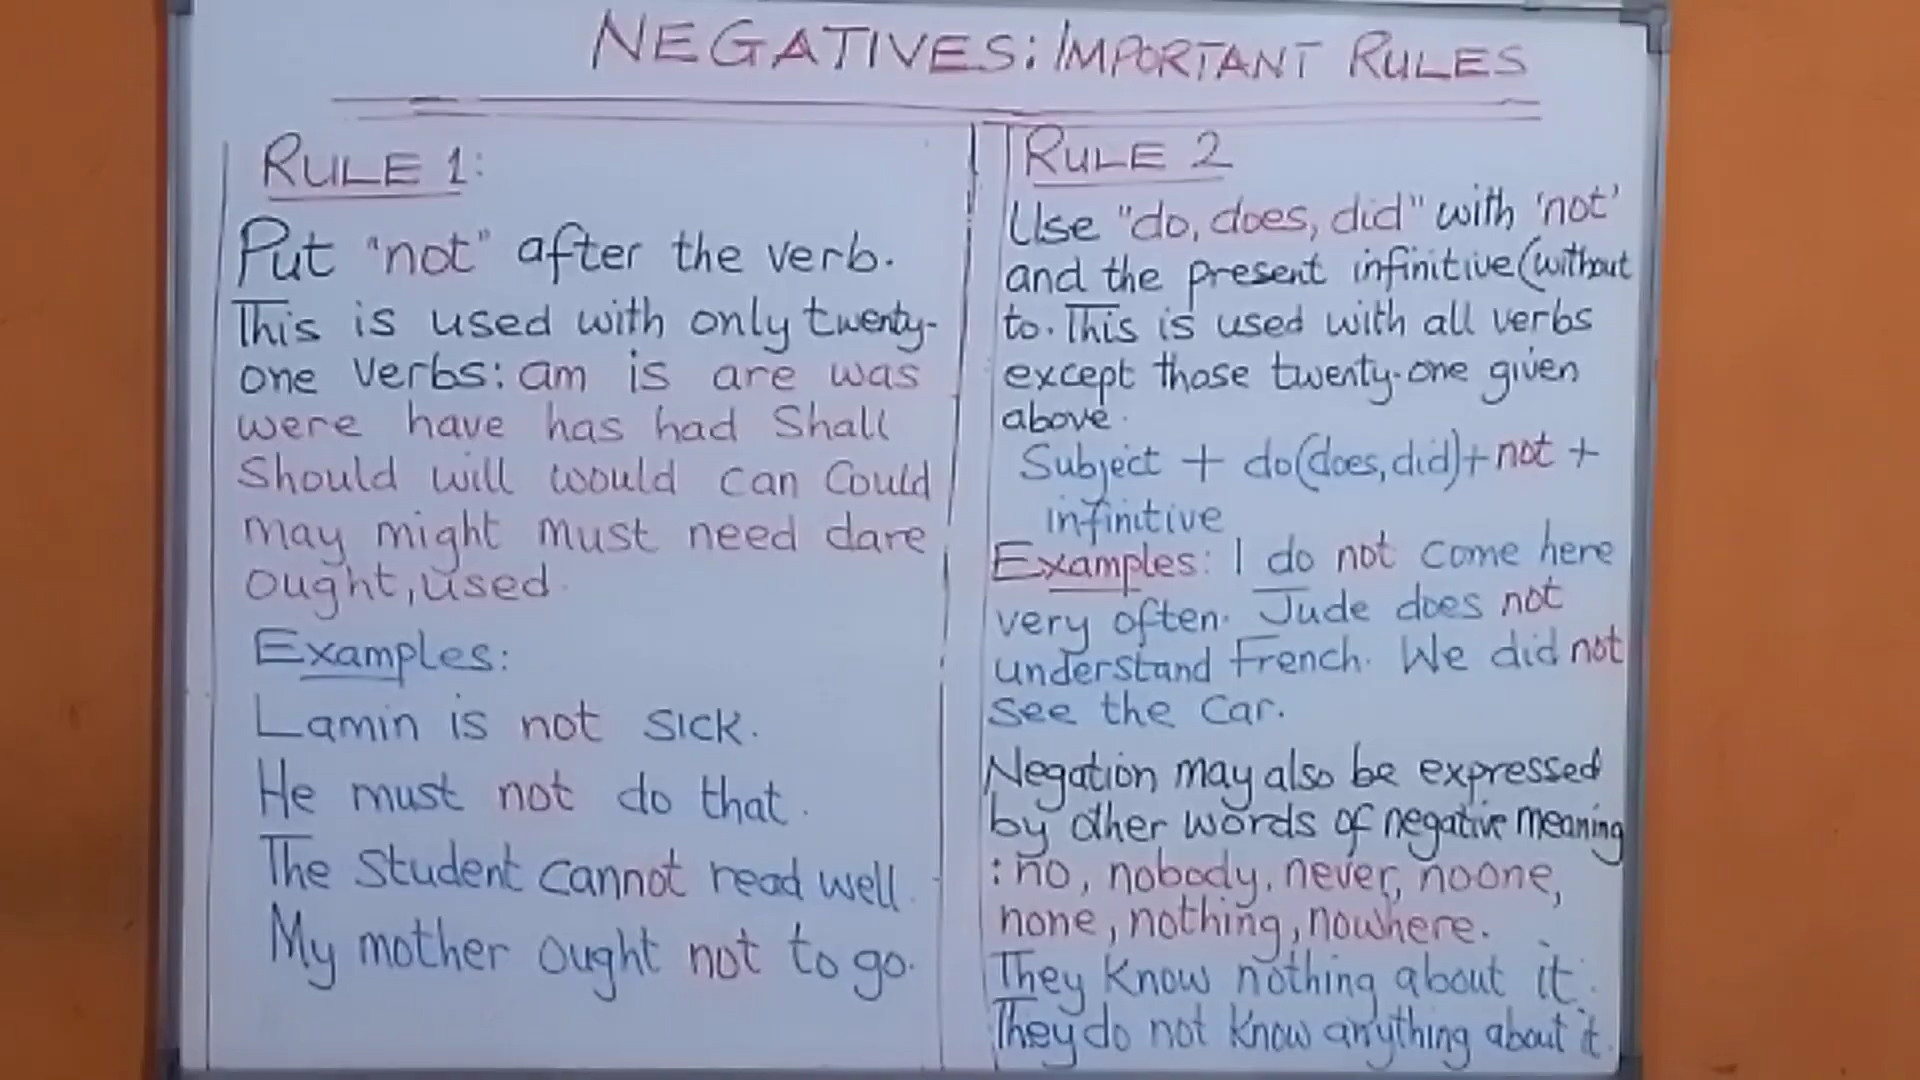 NEGATIVES: IMPORTANT RULES
RULE 1:
Put "not" after the verb.
This is used with only twenty-
one verbs: am is are was
were have has had Shall
Should will would can Could
may might must need dare
ought, used.
Examples:
Lamin is not sick.
He must not do that.
The student cannot read well.
My mother ought not to go.
RULE 2
Use "do, does, did" with 'not'
and the present infinitive (without
to. This is used with all verbs
except those twenty-one given
above.
Subject + do(does, did)+ not +
infinitive
Examples: I do not come here
very often. Jude does not
understand French. We did not
see the car.
Negation may also be expressed
by other words of negative meaning
: no, nobody, never, noone,
none, nothing, nowhere.
They know nothing about it.
They do not know anything about it.